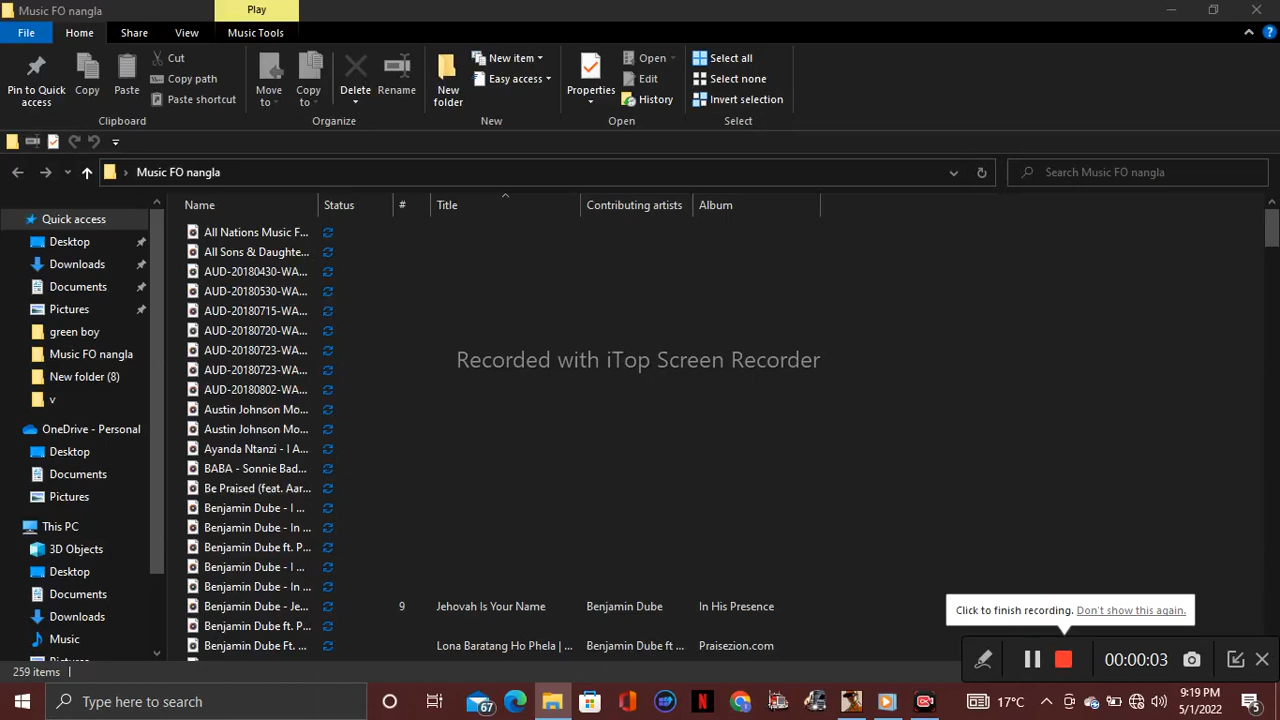 Music FO nangla
Play
File Home Share View Music Tools
Pin to Quick access
Copy
Paste
Cut
Copy path
Paste shortcut
Clipboard
Move to
Copy to
Delete
Rename
Organize
New folder
New item
Easy access
New
Properties
Open
Edit
History
Open
Select all
Select none
Invert selection
Select
Music FO nangla
Search Music FO nangla
Name Status # Title Contributing artists Album
Quick access
Desktop
Downloads
Documents
Pictures
green boy
Music FO nangla
New folder (8)
v
OneDrive - Personal
Desktop
Documents
Pictures
This PC
3D Objects
Desktop
Documents
Downloads
Music
Pictures
All Nations Music F...
All Sons & Daughte...
AUD-20180430-WA...
AUD-20180530-WA...
AUD-20180715-WA...
AUD-20180720-WA...
AUD-20180723-WA...
AUD-20180723-WA...
AUD-20180802-WA...
Austin Johnson Mo...
Austin Johnson Mo...
Ayanda Ntanzi - I A...
BABA - Sonnie Bad...
Be Praised (feat. Aar...
Benjamin Dube - I ...
Benjamin Dube - In ...
Benjamin Dube ft. P...
Benjamin Dube - I ...
Benjamin Dube - In ...
Benjamin Dube - Je... 9 Jehovah Is Your Name Benjamin Dube In His Presence
Benjamin Dube ft. P...
Benjamin Dube Ft. ... Lona Baratang Ho Phela | ... Benjamin Dube ft ... Praisezion.com
Recorded with iTop Screen Recorder
Click to finish recording. Don't show this again.
00:00:03
259 items
Type here to search
67
N
17°C
9:19 PM
5/1/2022
5